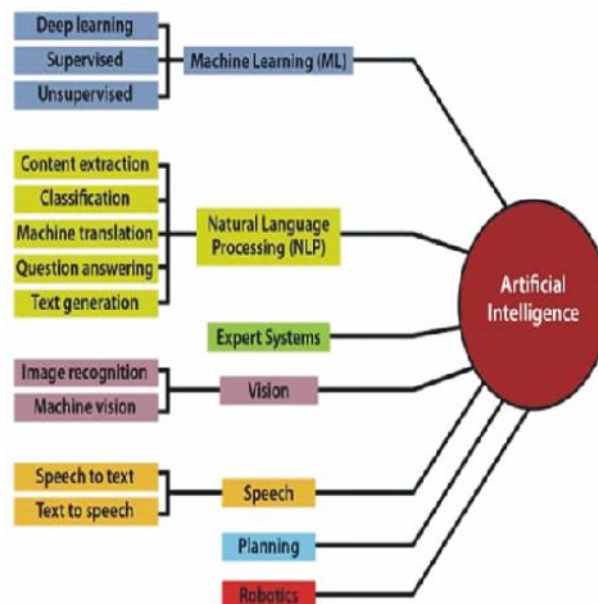 Deep learning
Supervised
Unsupervised
Machine Learning (ML)
Content extraction
Classification
Machine translation
Question answering
Text generation
Natural Language
Processing (NLP)
Expert Systems
Image recognition
Machine vision
Vision
Speech to text
Text to speech
Speech
Planning
Robotics
Artificial
Intelligence